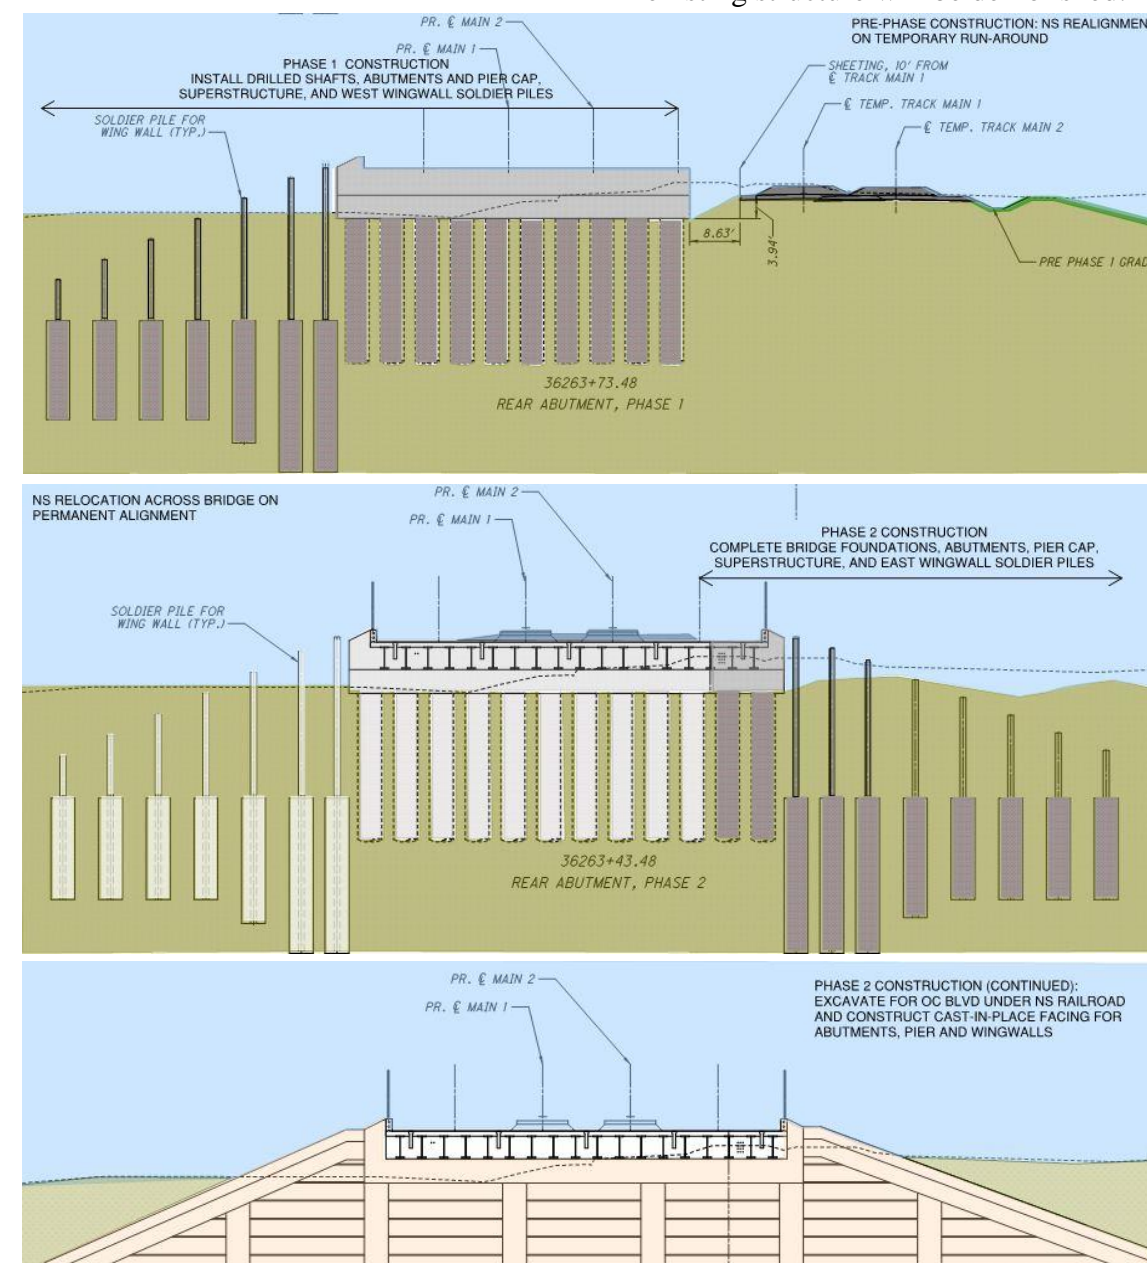 PR. ℄ MAIN 2
PR. ℄ MAIN 1
PHASE 1 CONSTRUCTION
INSTALL DRILLED SHAFTS, ABUTMENTS AND PIER CAP,
SUPERSTRUCTURE, AND WEST WINGWALL SOLDIER PILES
SOLDIER PILE FOR
WING WALL (TYP.)
PRE-PHASE CONSTRUCTION: NS REALIGNMEN
ON TEMPORARY RUN-AROUND
SHEETING, 10' FROM
℄ TRACK MAIN 1
℄ TEMP. TRACK MAIN 1
℄ TEMP. TRACK MAIN 2
8.63'
3.94'
PRE PHASE 1 GRAD
36263+73.48
REAR ABUTMENT, PHASE 1
NS RELOCATION ACROSS BRIDGE ON
PERMANENT ALIGNMENT
PR. ℄ MAIN 2
PR. ℄ MAIN 1
PHASE 2 CONSTRUCTION
COMPLETE BRIDGE FOUNDATIONS, ABUTMENTS, PIER CAP,
SUPERSTRUCTURE, AND EAST WINGWALL SOLDIER PILES
SOLDIER PILE FOR
WING WALL (TYP.)
36263+43.48
REAR ABUTMENT, PHASE 2
PR. ℄ MAIN 2
PR. ℄ MAIN 1
PHASE 2 CONSTRUCTION (CONTINUED):
EXCAVATE FOR OC BLVD UNDER NS RAILROAD
AND CONSTRUCT CAST-IN-PLACE FACING FOR
ABUTMENTS, PIER AND WINGWALLS